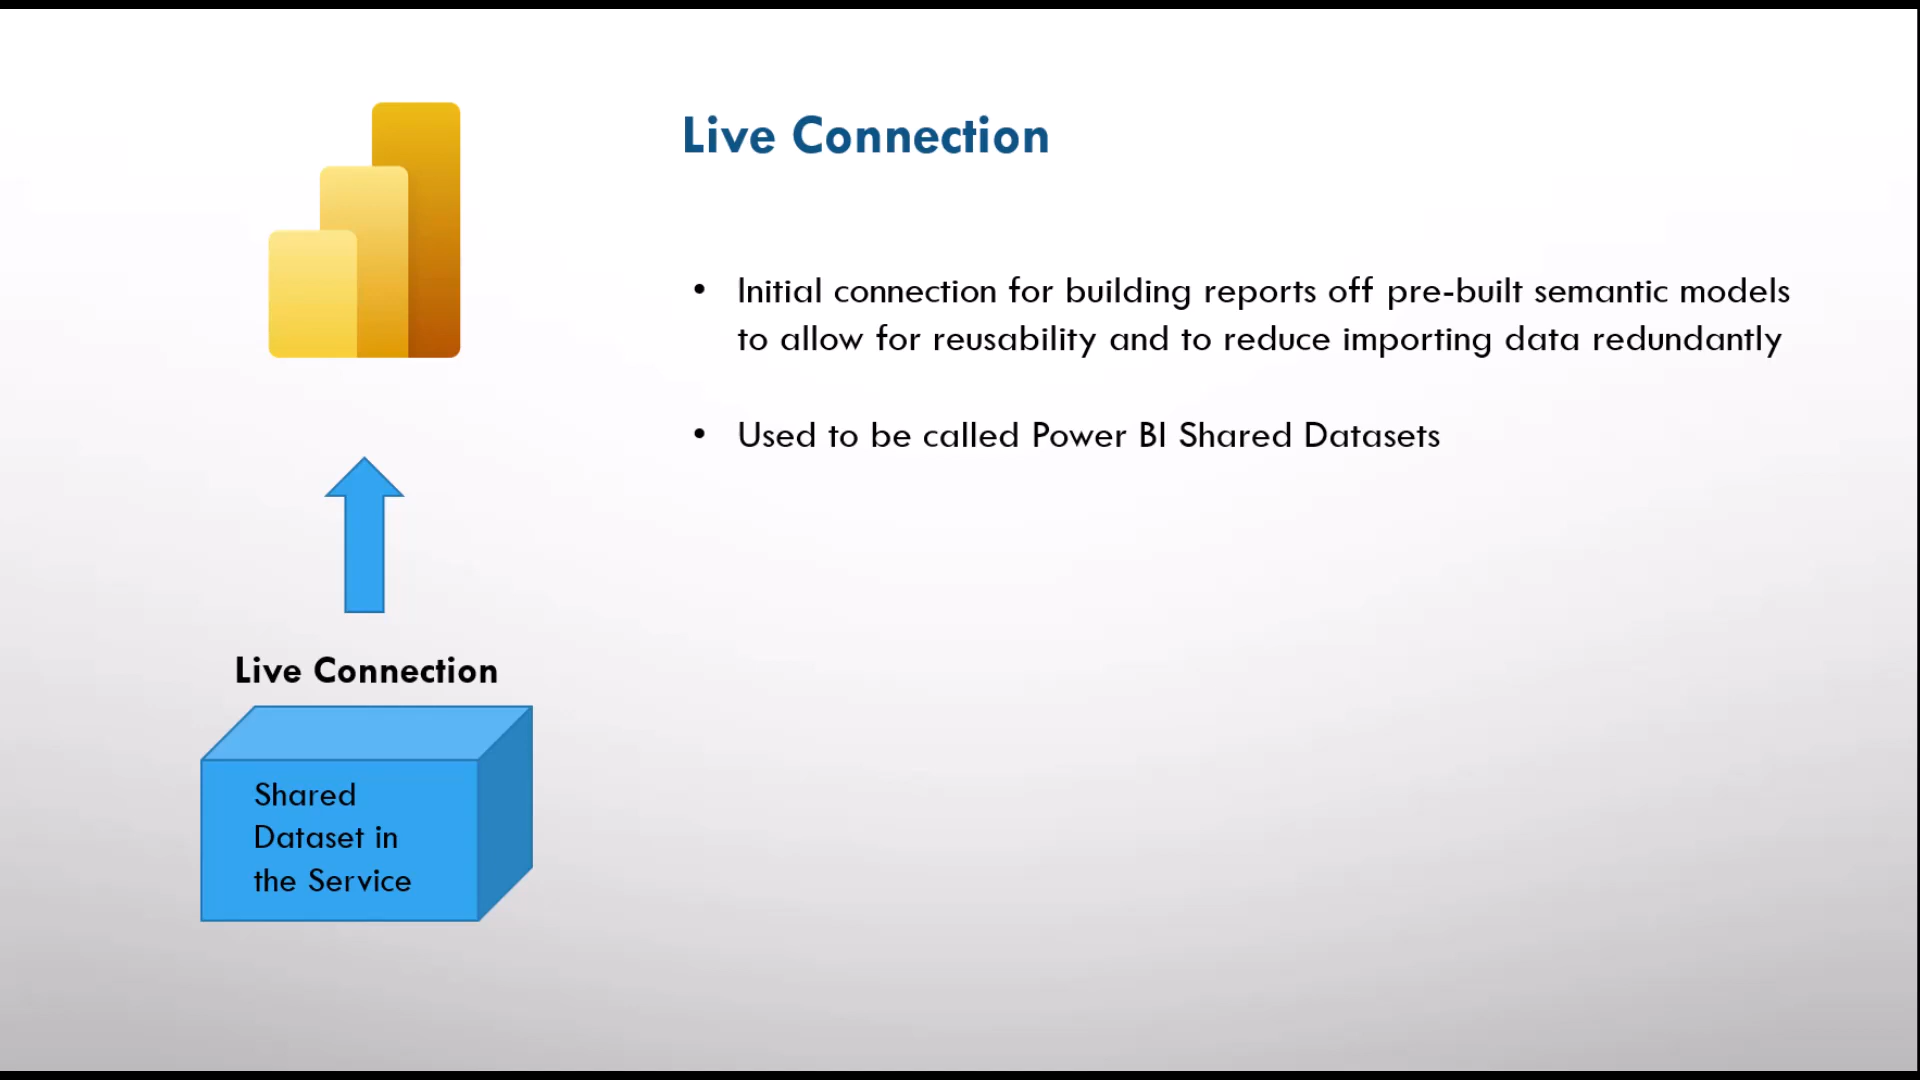 Live Connection
• Initial connection for building reports off pre-built semantic models
to allow for reusability and to reduce importing data redundantly
• Used to be called Power BI Shared Datasets
Live Connection
Shared
Dataset in
the Service